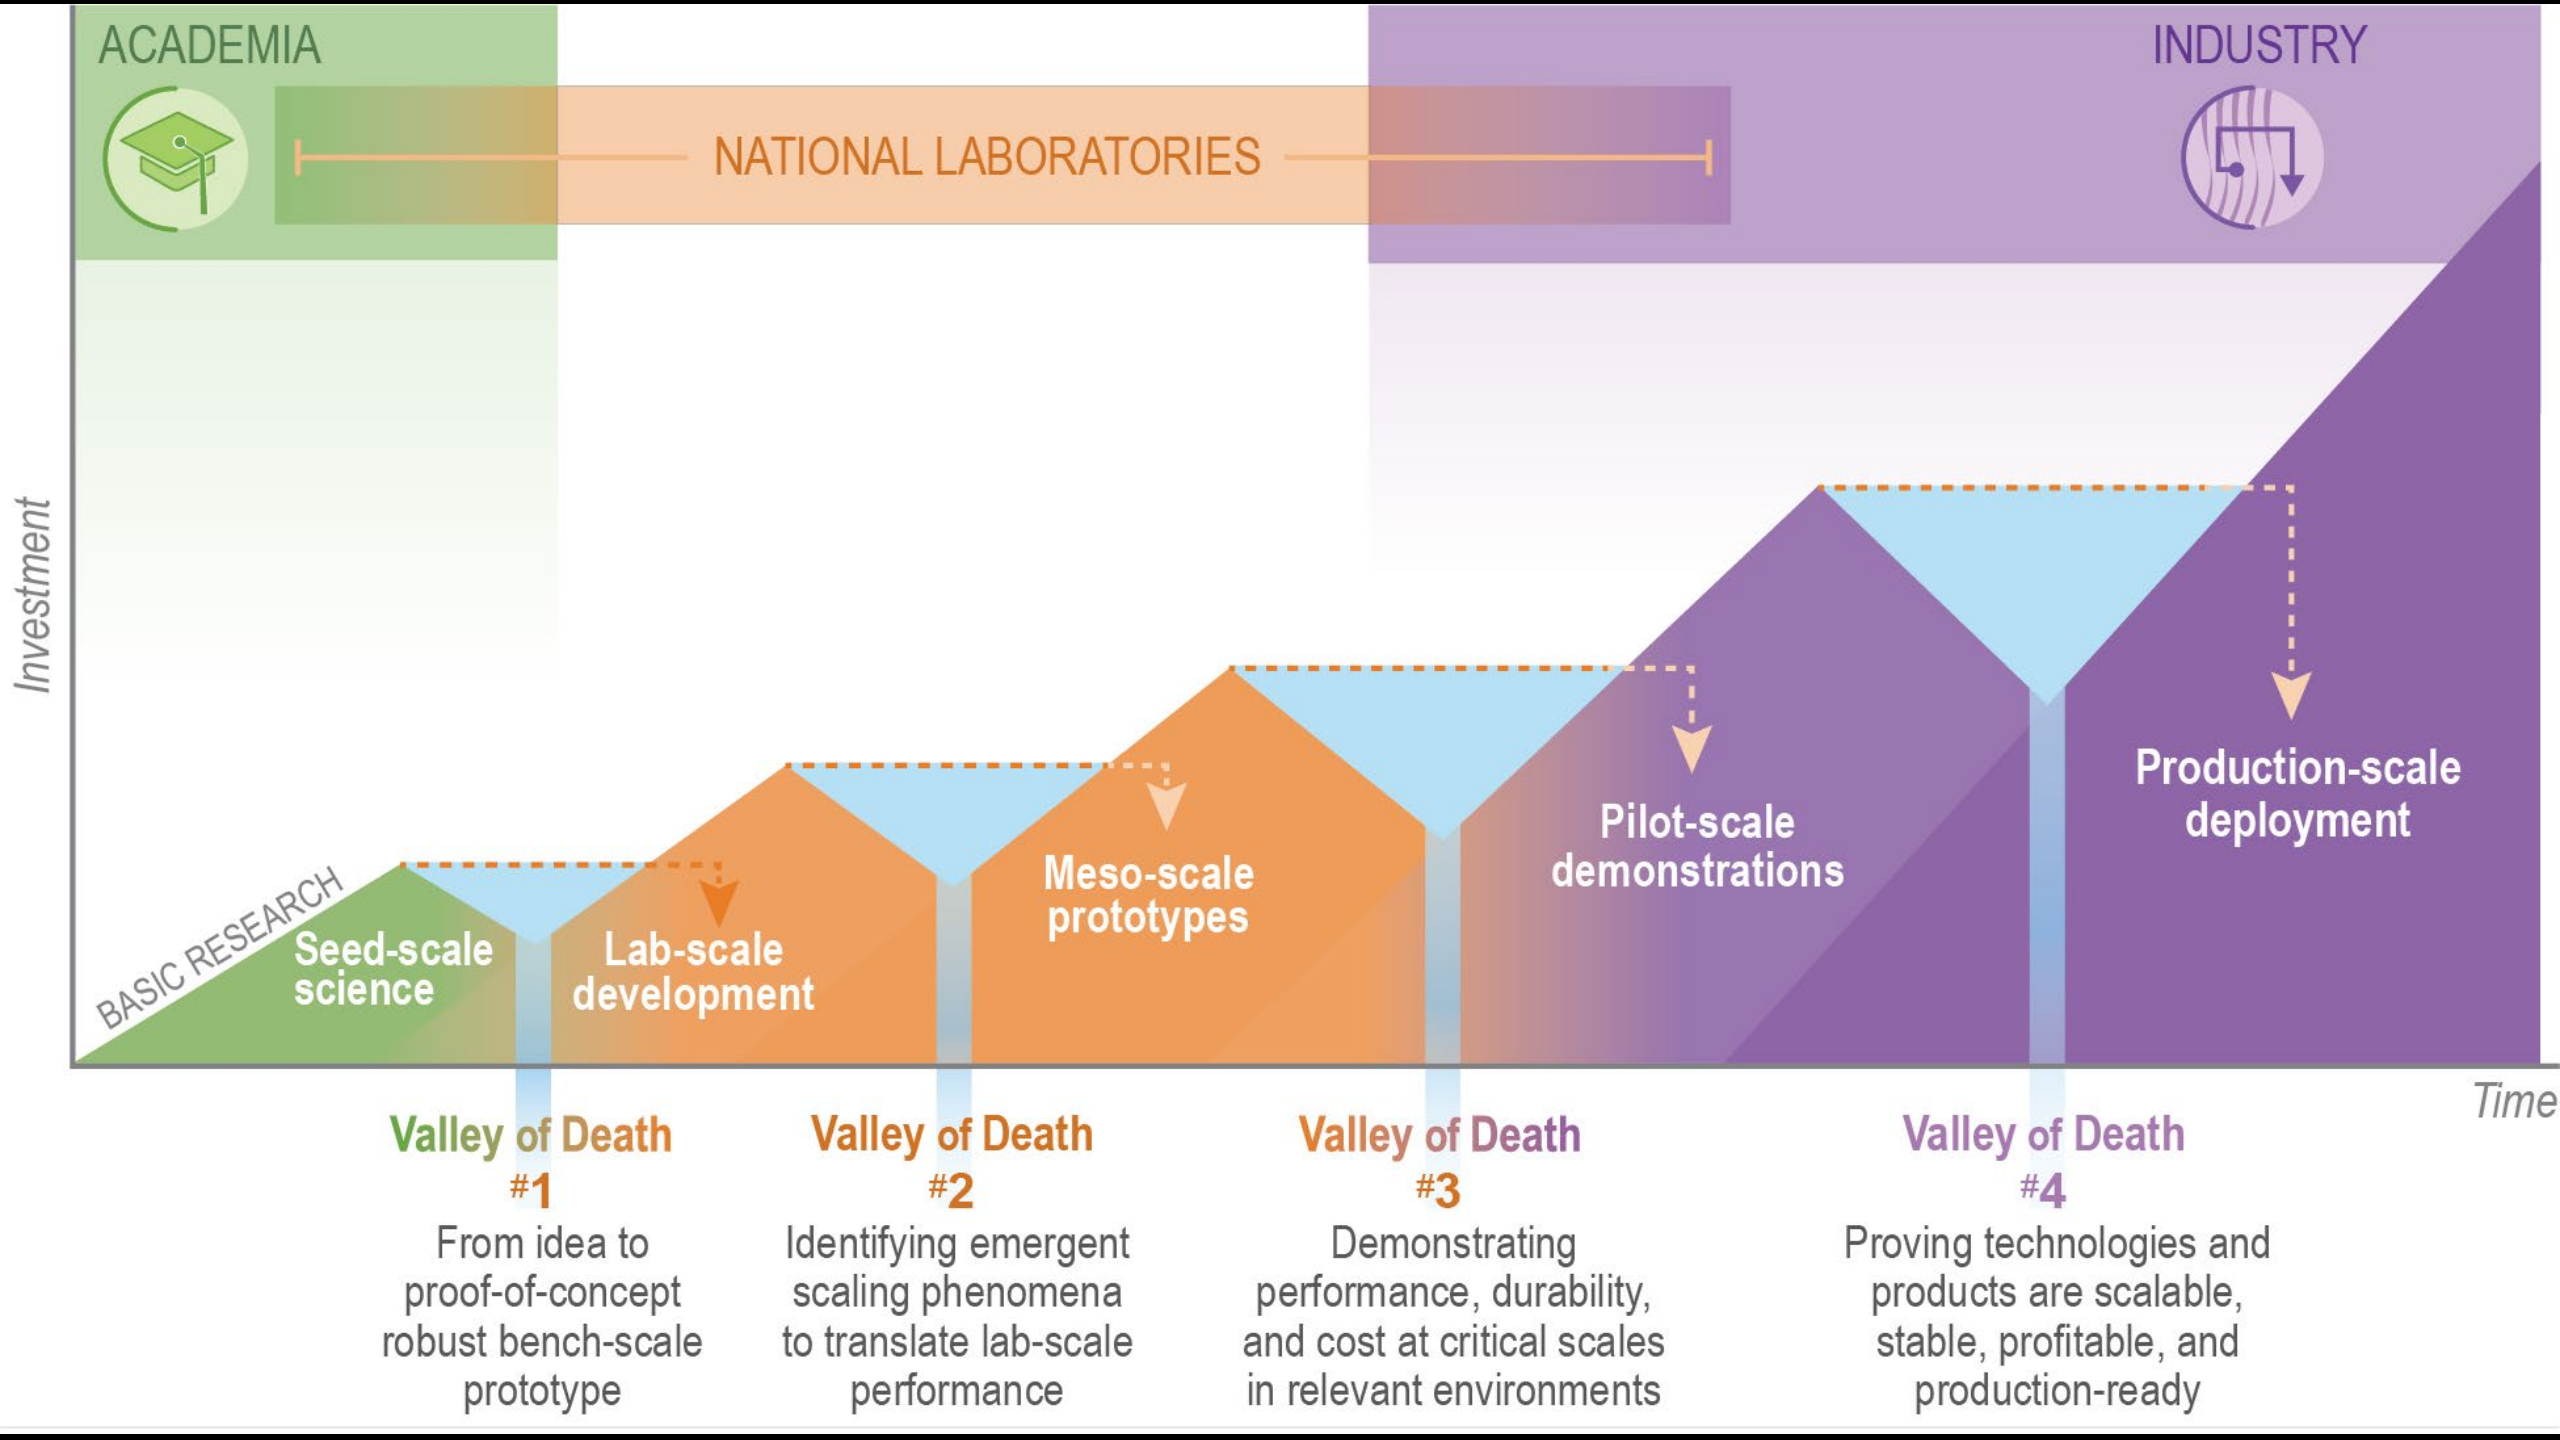 ACADEMIA
INDUSTRY
NATIONAL LABORATORIES
Investment
BASIC RESEARCH
Seed-scale
science
Lab-scale
development
Meso-scale
prototypes
Pilot-scale
demonstrations
Production-scale
deployment
Time
Valley of Death
#1
From idea to
proof-of-concept
robust bench-scale
prototype
Valley of Death
#2
Identifying emergent
scaling phenomena
to translate lab-scale
performance
Valley of Death
#3
Demonstrating
performance, durability,
and cost at critical scales
in relevant environments
Valley of Death
#4
Proving technologies and
products are scalable,
stable, profitable, and
production-ready